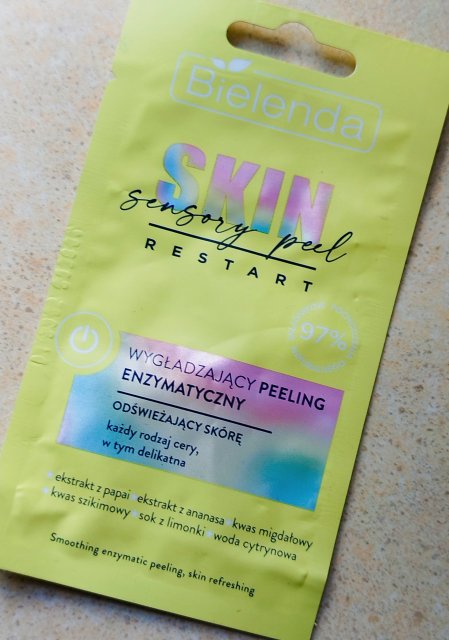 Bielenda
SKIN
sensory peel
RESTART
97%
WYGŁADZAJĄCY PEELING
ENZYMATYCZNY
ODŚWIEŻAJĄCY SKÓRĘ
każdy rodzaj cery,
w tym delikatna
ekstrakt z papai ekstrakt z ananasa kwas migdałowy
kwas szikimowy sok z limonki woda cytrynowa
Smoothing enzymatic peeling, skin refreshing